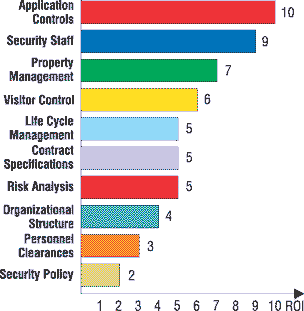 Application
Controls 10
Security Staff 9
Property
Management 7
Visitor Control 6
Life Cycle
Management 5
Contract
Specifications 5
Risk Analysis 5
Organizational
Structure 4
Personnel
Clearances 3
Security Policy 2
1 2 3 4 5 6 7 8 9 10 ROI